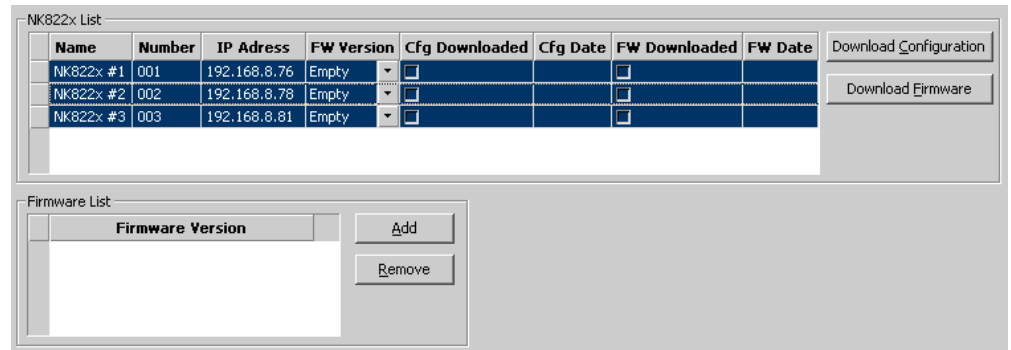 NK822x List
Name Number IP Adress FW Version Cfg Downloaded Cfg Date FW Downloaded FW Date
NK822x #1 001 192.168.8.76 Empty
NK822x #2 002 192.168.8.78 Empty
NK822x #3 003 192.168.8.81 Empty
Download Configuration
Download Firmware
Firmware List
Firmware Version
Add
Remove